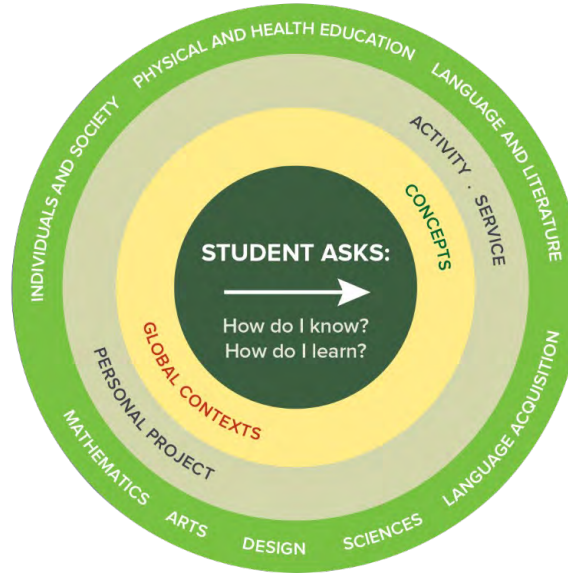 PHYSICAL AND HEALTH EDUCATION
LANGUAGE AND LITERATURE
INDIVIDUALS AND SOCIETY
ACTIVITY · SERVICE
CONCEPTS
STUDENT ASKS:
How do I know?
How do I learn?
GLOBAL CONTEXTS
PERSONAL PROJECT
MATHEMATICS
ARTS
DESIGN
SCIENCES
LANGUAGE ACQUISITION